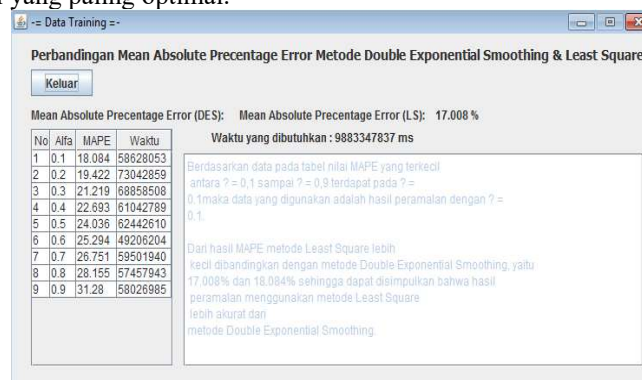 yang paling optimal.
-= Data Training =-
Perbandingan Mean Absolute Precentage Error Metode Double Exponential Smoothing & Least Square
Keluar
Mean Absolute Precentage Error (DES): Mean Absolute Precentage Error (LS): 17.008 %
Waktu yang dibutuhkan : 9883347837 ms
No Alfa MAPE Waktu
1 0.1 18.084 58628053
2 0.2 19.422 73042859
3 0.3 21.219 68858508
4 0.4 22.693 61042789
5 0.5 24.036 62442610
6 0.6 25.294 49206204
7 0.7 26.751 59501940
8 0.8 28.155 57457943
9 0.9 31.28 58026985
Berdasarkan data pada tabel nilai MAPE yang terkecil
antara ? = 0,1 sampai ? = 0,9 terdapat pada ? =
0.1maka data yang digunakan adalah hasil peramalan dengan ? =
0.1.
Dari hasil MAPE metode Least Square lebih
kecil dibandingkan dengan metode Double Exponential Smoothing, yaitu
17.008% dan 18.084% sehingga dapat disimpulkan bahwa hasil
peramalan menggunakan metode Least Square
lebih akurat dari
metode Double Exponential Smoothing.